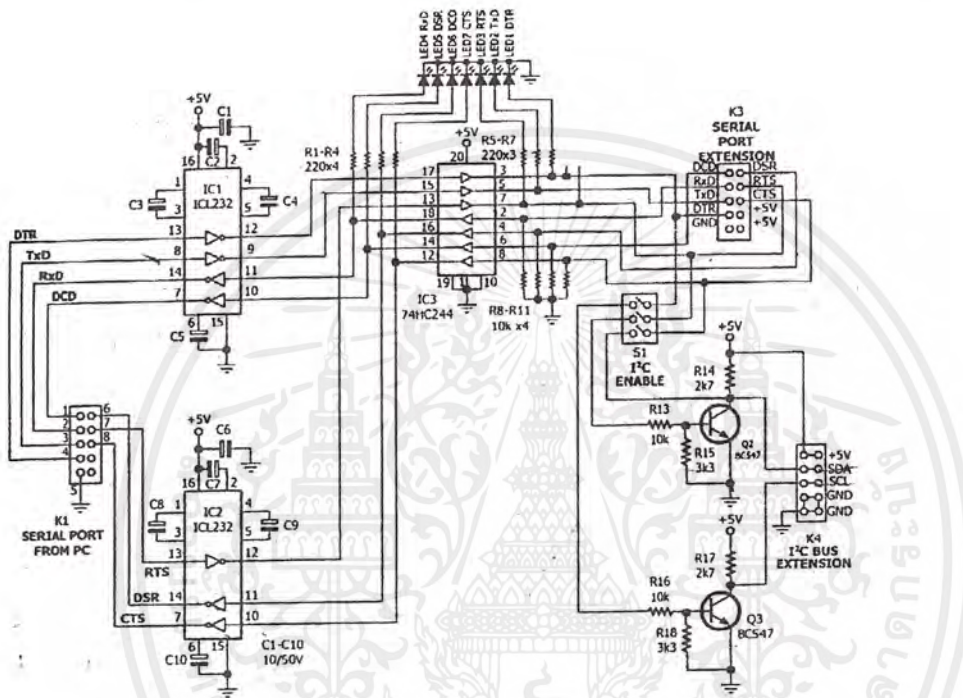 LED4 RxD
LED5 DSR
LED6 DCD
LED7 CTS
LED3 RTS
LED2 TxD
LED1 DTR
+5V
C1
C2
16
2
1
IC1
ICL232
4
C3
3
5
C4
13
12
8
9
14
11
7
10
6
15
C5
DTR
TxD
RxD
DCD
R1-R4
220x4
+5V
R5-R7
220x3
20
17
3
15
5
13
7
18
2
16
4
14
6
12
8
19
11
10
IC3
74HC244
R8-R11
10k x4
K3
SERIAL
PORT
EXTENSION
DCD
DSR
RxD
RTS
TxD
CTS
DTR
+5V
GND
+5V
S1
I²C
ENABLE
+5V
R14
2k7
R13
10k
Q2
BC547
R15
3k3
+5V
SDA
SCL
GND
GND
K4
I²C BUS
EXTENSION
+5V
R17
2k7
R16
10k
Q3
BC547
R18
3k3
1
6
2
7
3
8
4
5
K1
SERIAL PORT
FROM PC
+5V
C6
C7
16
2
1
IC2
ICL232
4
C8
3
5
C9
13
12
RTS
DSR
14
11
CTS
7
10
6
15
C10
C1-C10
10/50V